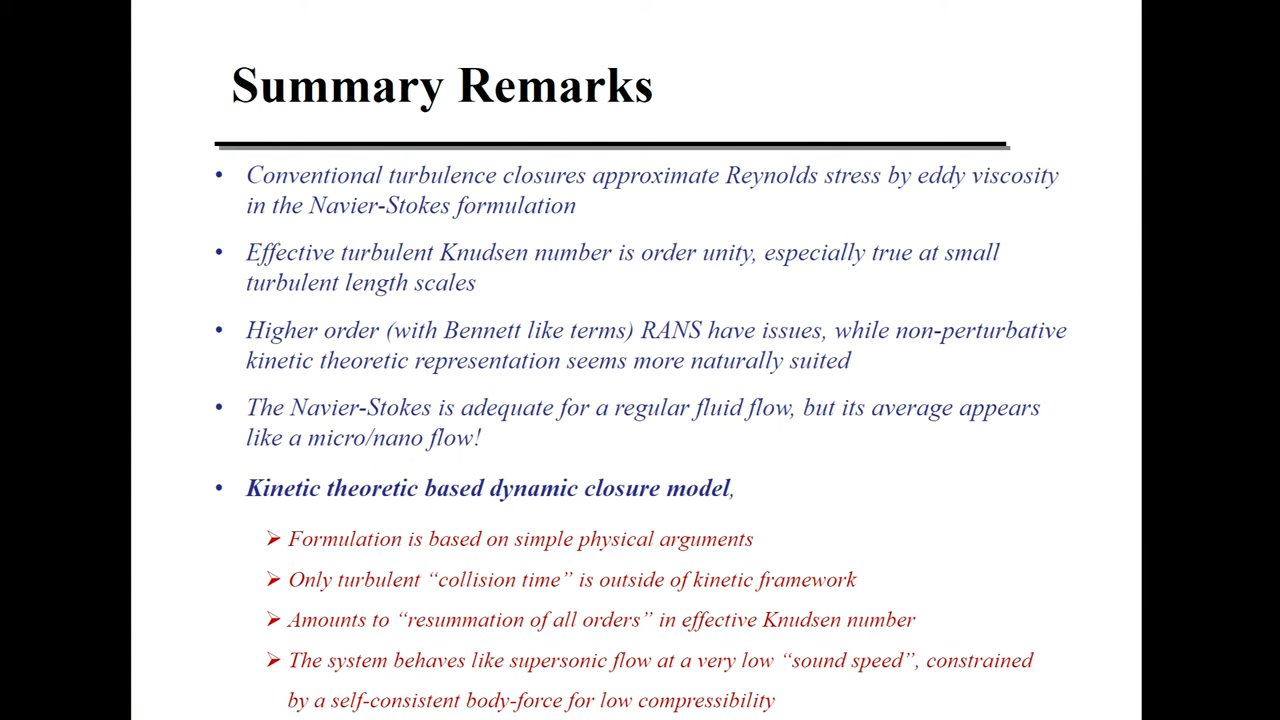 Summary Remarks
• Conventional turbulence closures approximate Reynolds stress by eddy viscosity
in the Navier-Stokes formulation
• Effective turbulent Knudsen number is order unity, especially true at small
turbulent length scales
• Higher order (with Bennett like terms) RANS have issues, while non-perturbative
kinetic theoretic representation seems more naturally suited
• The Navier-Stokes is adequate for a regular fluid flow, but its average appears
like a micro/nano flow!
• Kinetic theoretic based dynamic closure model,
➢ Formulation is based on simple physical arguments
➢ Only turbulent “collision time” is outside of kinetic framework
➢ Amounts to “resummation of all orders” in effective Knudsen number
➢ The system behaves like supersonic flow at a very low “sound speed”, constrained
by a self-consistent body-force for low compressibility